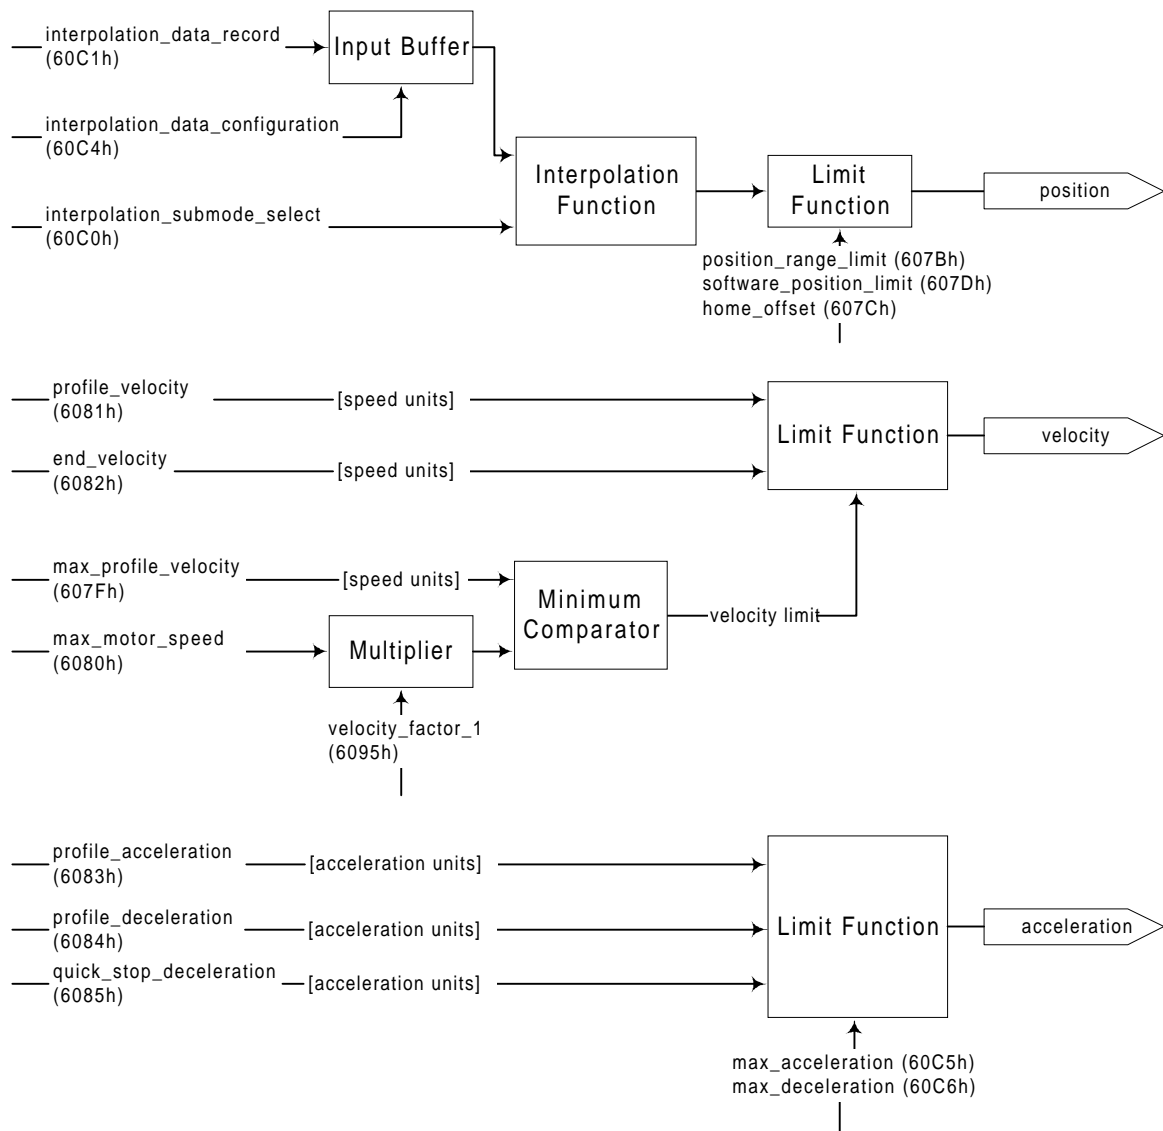 interpolation_data_record
(60C1h)
Input Buffer
interpolation_data_configuration
(60C4h)
Interpolation
Function
Limit
Function
position
interpolation_submode_select
(60C0h)
position_range_limit (607Bh)
software_position_limit (607Dh)
home_offset (607Ch)
profile_velocity
(6081h)
[speed units]
Limit Function
velocity
end_velocity
(6082h)
[speed units]
max_profile_velocity
(607Fh)
[speed units]
Minimum
Comparator
velocity limit
max_motor_speed
(6080h)
Multiplier
velocity_factor_1
(6095h)
profile_acceleration
(6083h)
[acceleration units]
profile_deceleration
(6084h)
[acceleration units]
Limit Function
acceleration
quick_stop_deceleration
(6085h)
[acceleration units]
max_acceleration (60C5h)
max_deceleration (60C6h)